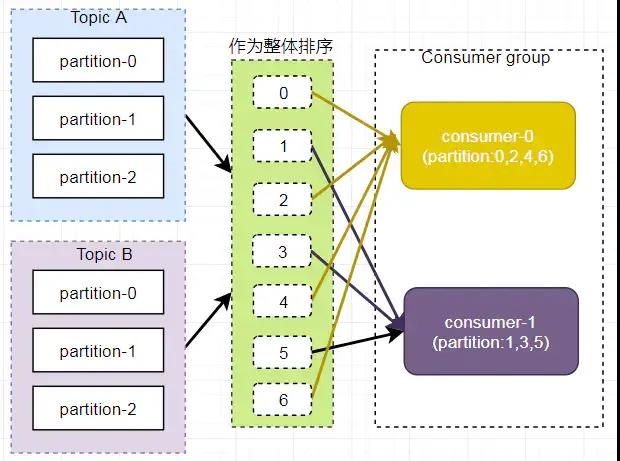 Topic A
partition-0
partition-1
partition-2
Topic B
partition-0
partition-1
partition-2
作为整体排序
0
1
2
3
4
5
6
Consumer group
consumer-0
(partition:0,2,4,6)
consumer-1
(partition:1,3,5)